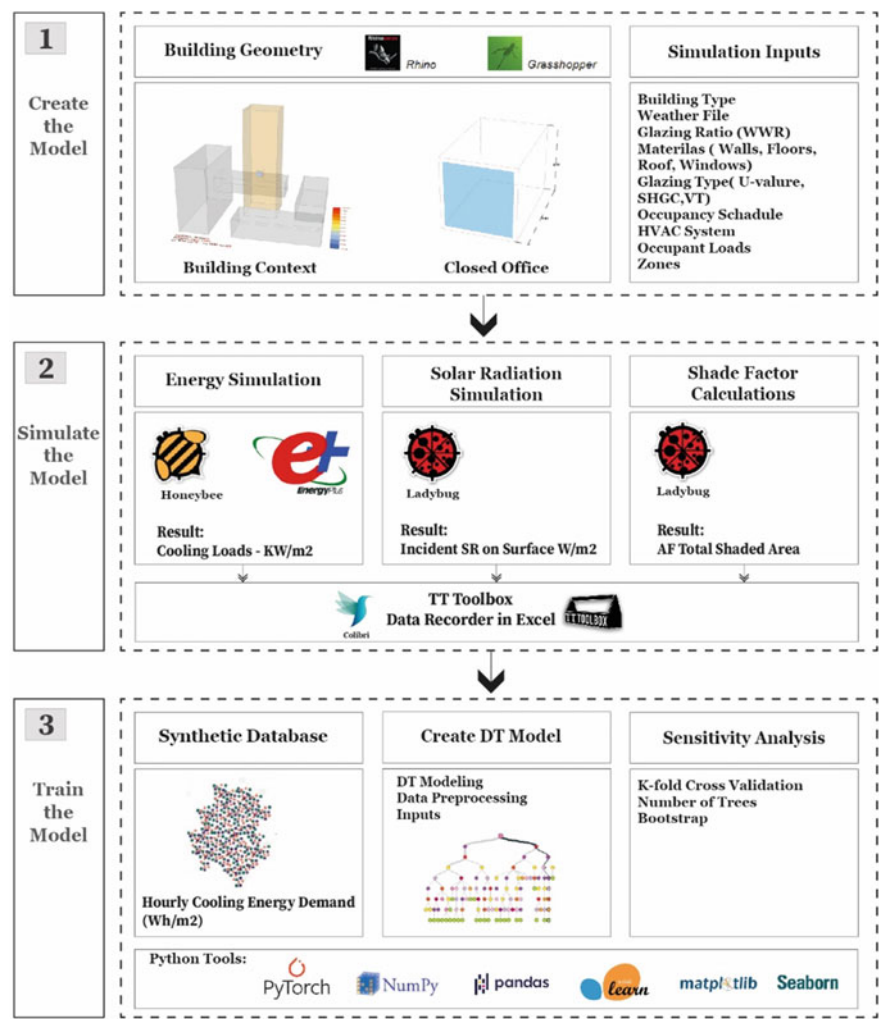 1
Create
the
Model
Building Geometry
Rhino
Grasshopper
Simulation Inputs
Building Type
Weather File
Glazing Ratio (WWR)
Materilas ( Walls, Floors,
Roof, Windows)
Glazing Type( U-valure,
SHGC,VT)
Occupancy Schadule
HVAC System
Occupant Loads
Zones
Building Context
Closed Office
2
Simulate
the
Model
Energy Simulation
Solar Radiation
Simulation
Shade Factor
Calculations
Honeybee
e+
EnergyPlus
Ladybug
Ladybug
Result:
Cooling Loads - KW/m2
Result:
Incident SR on Surface W/m2
Result:
AF Total Shaded Area
Colibri
TT Toolbox
Data Recorder in Excel
TT TOOLBOX
3
Train
the
Model
Synthetic Database
Create DT Model
Sensitivity Analysis
Hourly Cooling Energy Demand
(Wh/m2)
DT Modeling
Data Preprocessing
Inputs
K-fold Cross Validation
Number of Trees
Bootstrap
Python Tools:
PyTorch
NumPy
pandas
learn
matplotlib
Seaborn